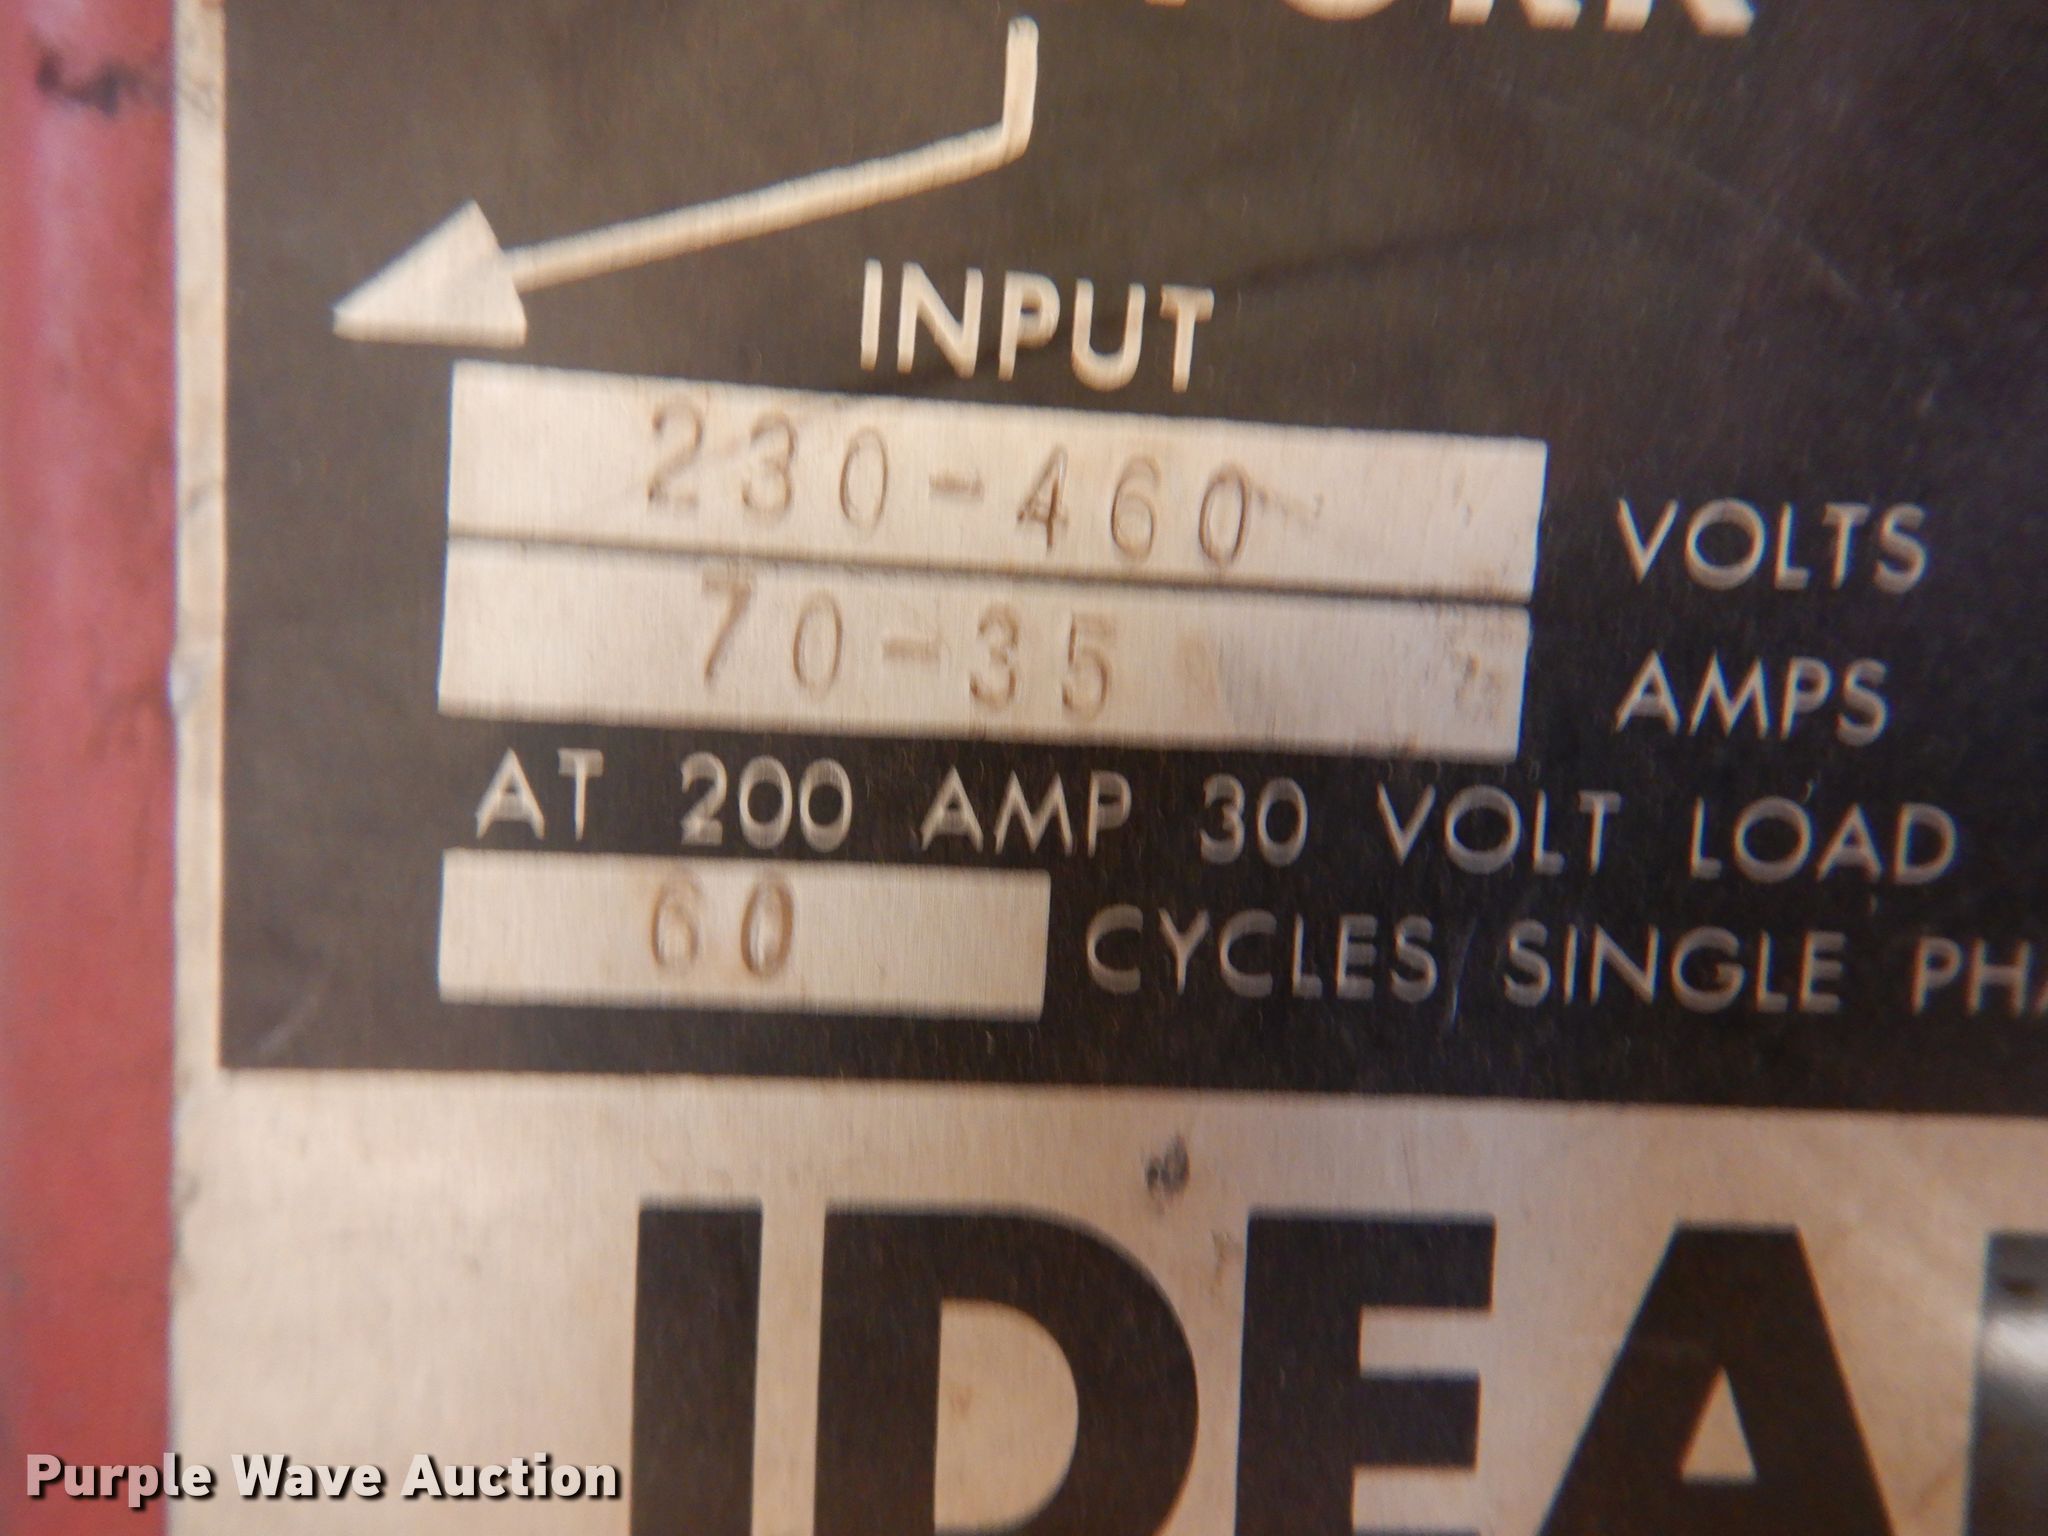 INPUT
230-460 VOLTS
70-35 AMPS
AT 200 AMP 30 VOLT LOAD
60 CYCLES SINGLE
IDEA
Purple Wave Auction